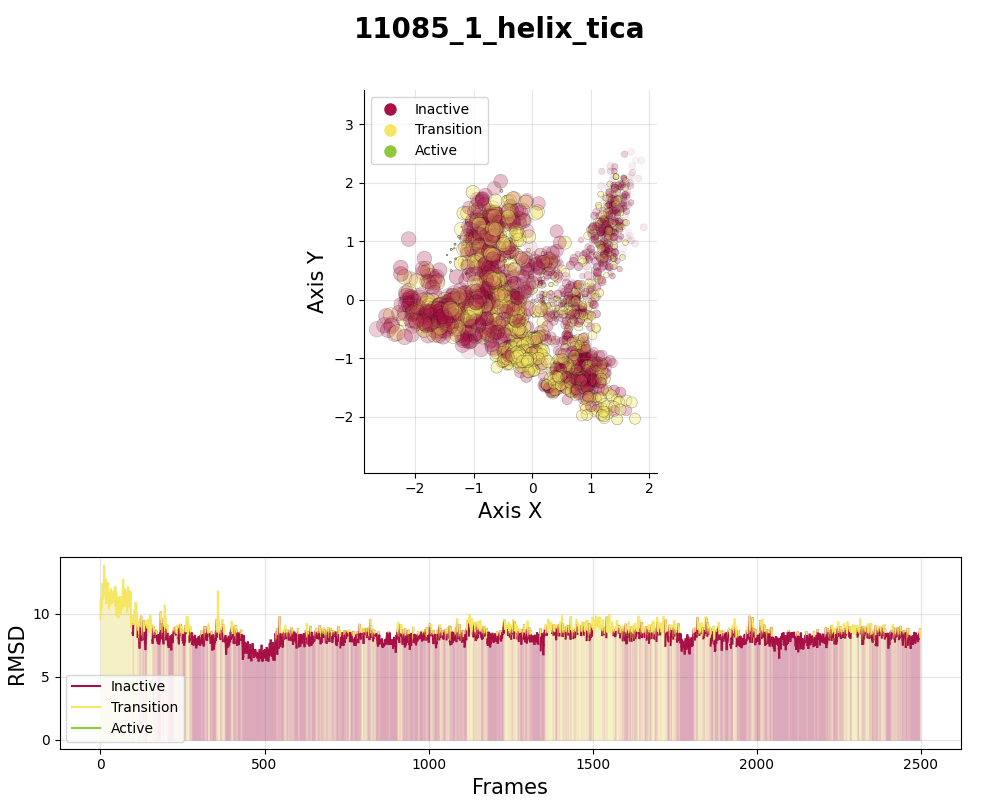 11085_1_helix_tica
Inactive
Transition
Active
3
2
1
0
−1
−2
Axis Y
−2 −1 0 1 2
Axis X
10
5
0
RMSD
Inactive
Transition
Active
0 500 1000 1500 2000 2500
Frames